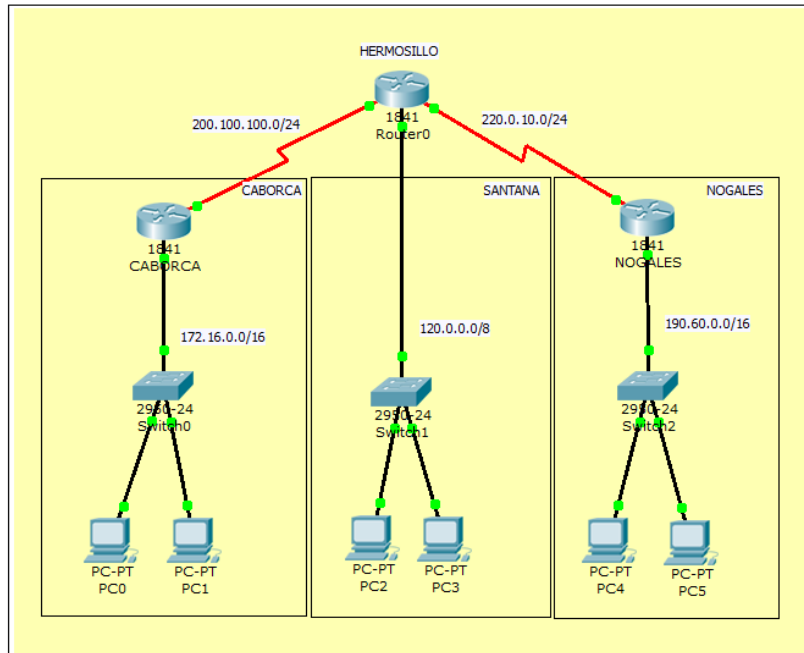 HERMOSILLO
1841
Router0
200.100.100.0/24
220.0.10.0/24
CABORCA
SANTANA
NOGALES
1841
CABORCA
1841
NOGALES
172.16.0.0/16
120.0.0.0/8
190.60.0.0/16
2950-24
Switch0
2950-24
Switch1
2950-24
Switch2
PC-PT
PC0
PC-PT
PC1
PC-PT
PC2
PC-PT
PC3
PC-PT
PC4
PC-PT
PC5